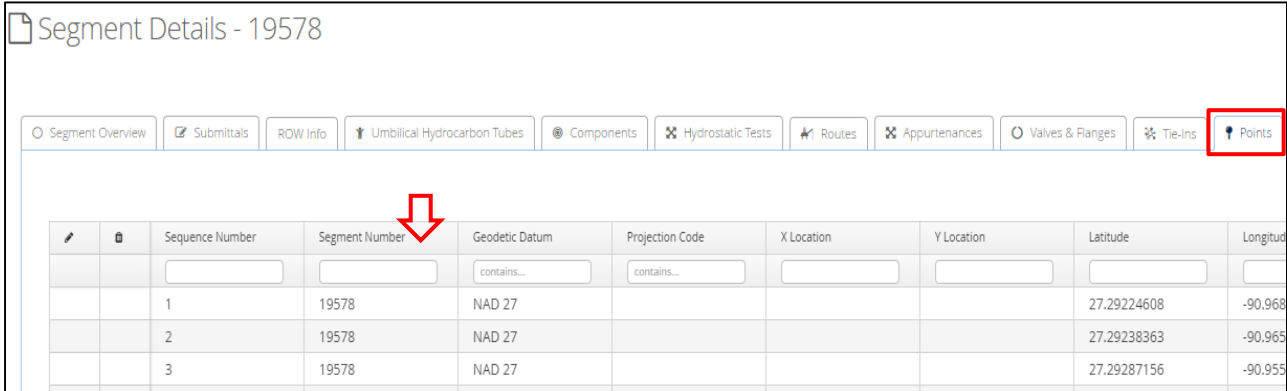 Segment Details - 19578
Segment Overview Submittals ROW Info Umbilical Hydrocarbon Tubes Components Hydrostatic Tests Routes Appurtenances Valves & Flanges Tie-Ins Points
Sequence Number Segment Number Geodetic Datum Projection Code X Location Y Location Latitude Longitud
contains... contains...
1 19578 NAD 27 27.29224608 -90.968
2 19578 NAD 27 27.29238363 -90.965
3 19578 NAD 27 27.29287156 -90.955